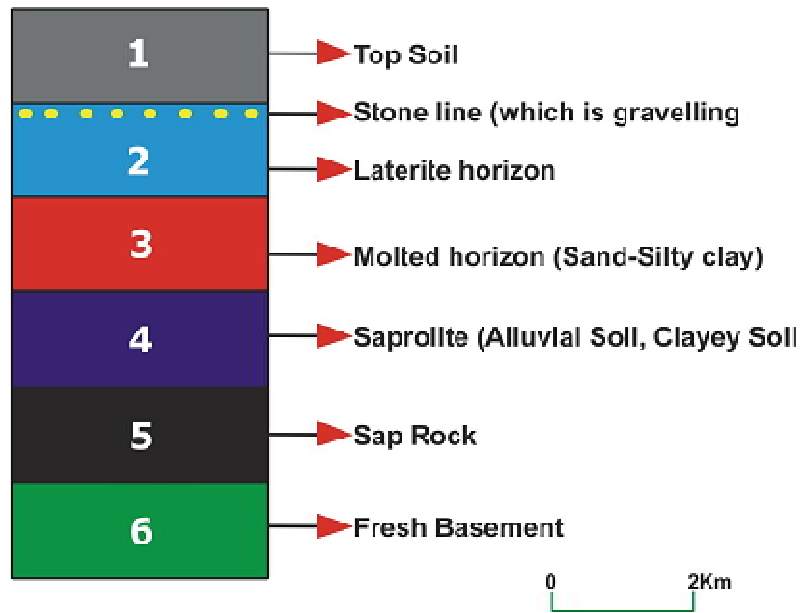 1
Top Soil
Stone line (which is gravelling
2
Laterite horizon
3
Molted horizon (Sand-Silty clay)
4
Saprolite (Alluvial Soil, Clayey Soil
5
Sap Rock
6
Fresh Basement
0 2Km